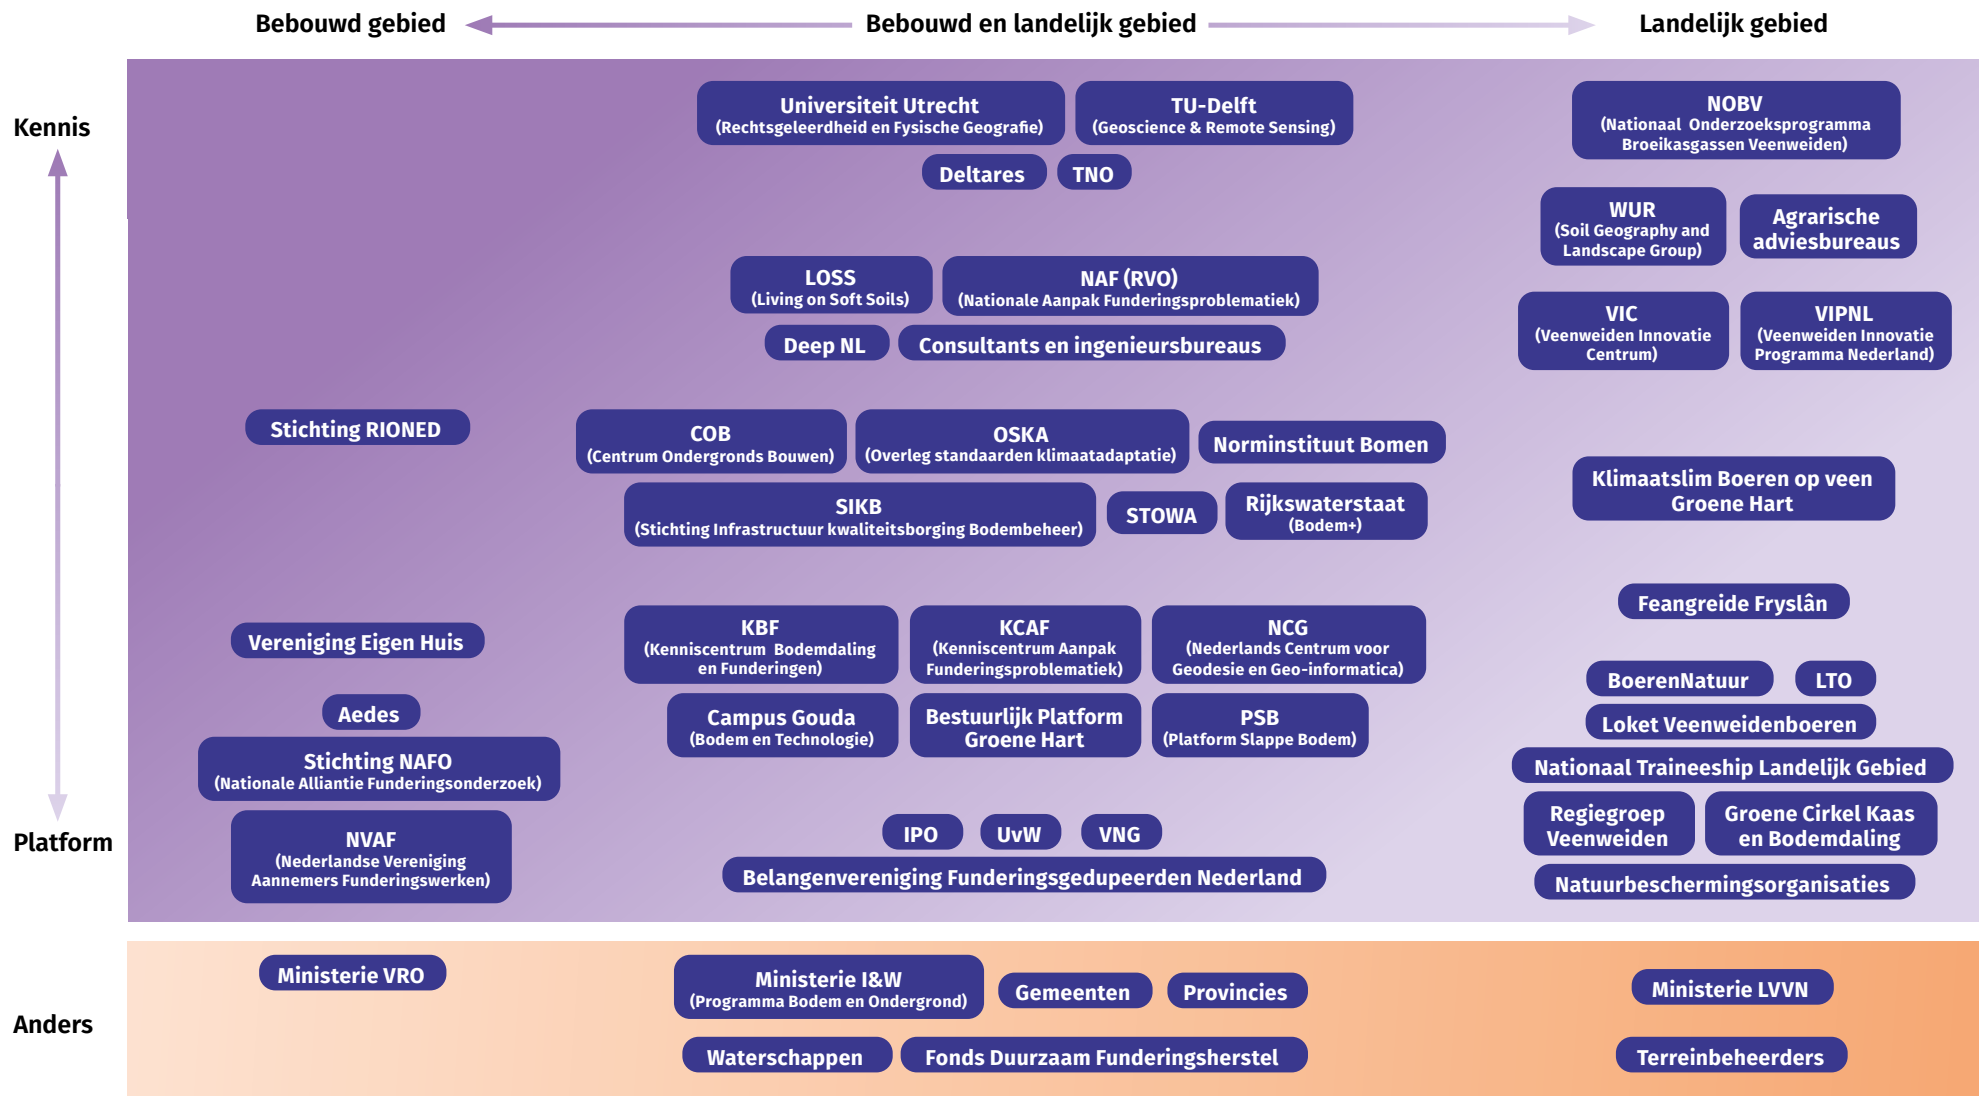 Bebouwd gebied
Bebouwd en landelijk gebied
Landelijk gebied
Kennis
Universiteit Utrecht
(Rechtsgeleerdheid en Fysische Geografie)
TU-Delft
(Geoscience & Remote Sensing)
NOBV
(Nationaal Onderzoeksprogramma
Broeikasgassen Veenweiden)
Deltares
TNO
WUR
(Soil Geography and
Landscape Group)
Agrarische
adviesbureaus
LOSS
(Living on Soft Soils)
NAF (RVO)
(Nationale Aanpak Funderingsproblematiek)
VIC
(Veenweiden Innovatie
Centrum)
VIPNL
(Veenweiden Innovatie
Programma Nederland)
Deep NL
Consultants en ingenieursbureaus
Stichting RIONED
COB
(Centrum Ondergronds Bouwen)
OSKA
(Overleg standaarden klimaatadaptatie)
Norminstituut Bomen
Klimaatslim Boeren op veen
Groene Hart
SIKB
(Stichting Infrastructuur kwaliteitsborging Bodembeheer)
STOWA
Rijkswaterstaat
(Bodem+)
Feangreide Fryslân
Vereniging Eigen Huis
KBF
(Kenniscentrum Bodemdaling
en Funderingen)
KCAF
(Kenniscentrum Aanpak
Funderingsproblematiek)
NCG
(Nederlands Centrum voor
Geodesie en Geo-informatica)
BoerenNatuur
LTO
Aedes
Campus Gouda
(Bodem en Technologie)
Bestuurlijk Platform
Groene Hart
PSB
(Platform Slappe Bodem)
Loket Veenweidenboeren
Stichting NAFO
(Nationale Alliantie Funderingsonderzoek)
Nationaal Traineeship Landelijk Gebied
Platform
NVAF
(Nederlandse Vereniging
Aannemers Funderingswerken)
IPO
UvW
VNG
Regiegroep
Veenweiden
Groene Cirkel Kaas
en Bodemdaling
Belangenvereniging Funderingsgedupeerden Nederland
Natuurbeschermingsorganisaties
Anders
Ministerie VRO
Ministerie I&W
(Programma Bodem en Ondergrond)
Gemeenten
Provincies
Ministerie LVVN
Waterschappen
Fonds Duurzaam Funderingsherstel
Terreinbeheerders